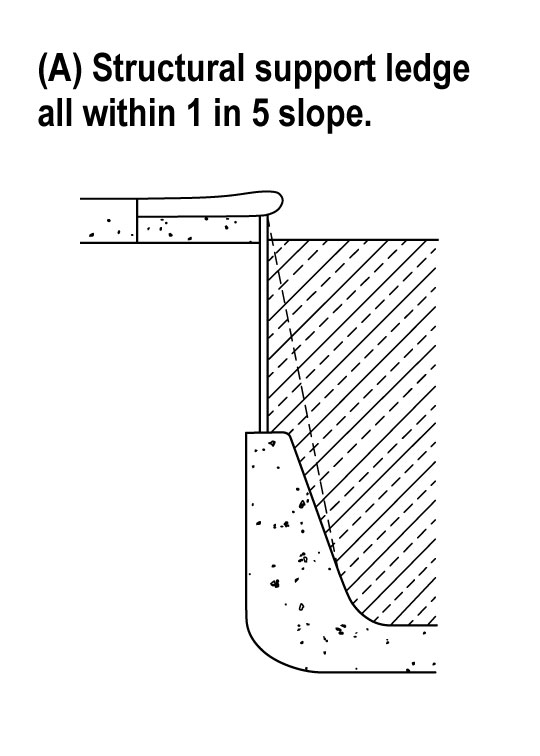 (A) Structural support ledge
all within 1 in 5 slope.